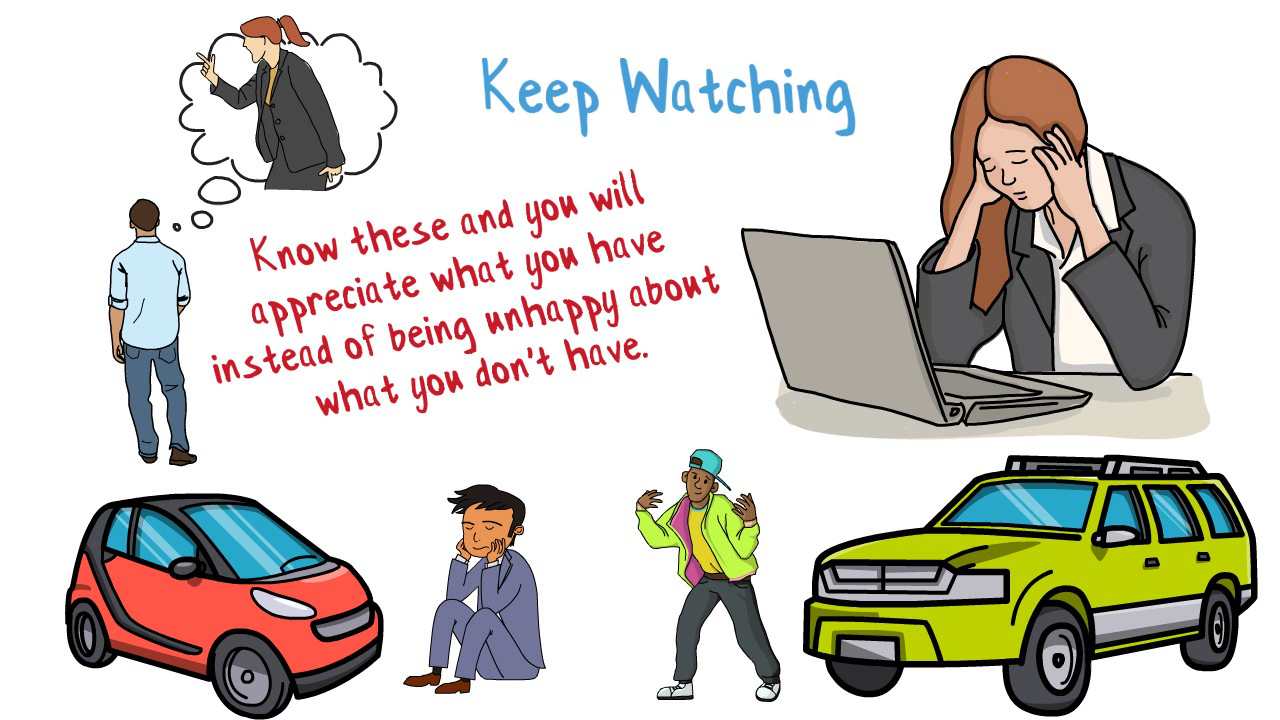 Keep Watching
Know these and you will
appreciate what you have
instead of being unhappy about
what you don't have.